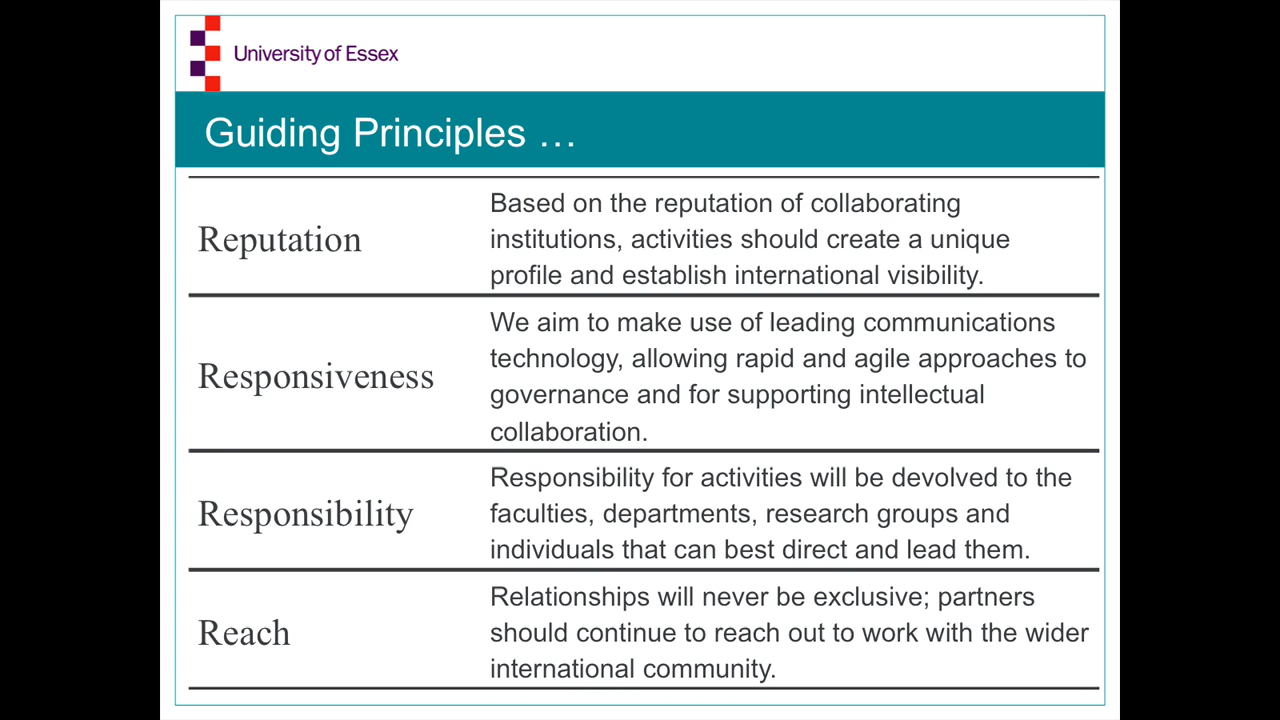 University of Essex
Guiding Principles …
Reputation
Based on the reputation of collaborating
institutions, activities should create a unique
profile and establish international visibility.
Responsiveness
We aim to make use of leading communications
technology, allowing rapid and agile approaches to
governance and for supporting intellectual
collaboration.
Responsibility
Responsibility for activities will be devolved to the
faculties, departments, research groups and
individuals that can best direct and lead them.
Reach
Relationships will never be exclusive; partners
should continue to reach out to work with the wider
international community.